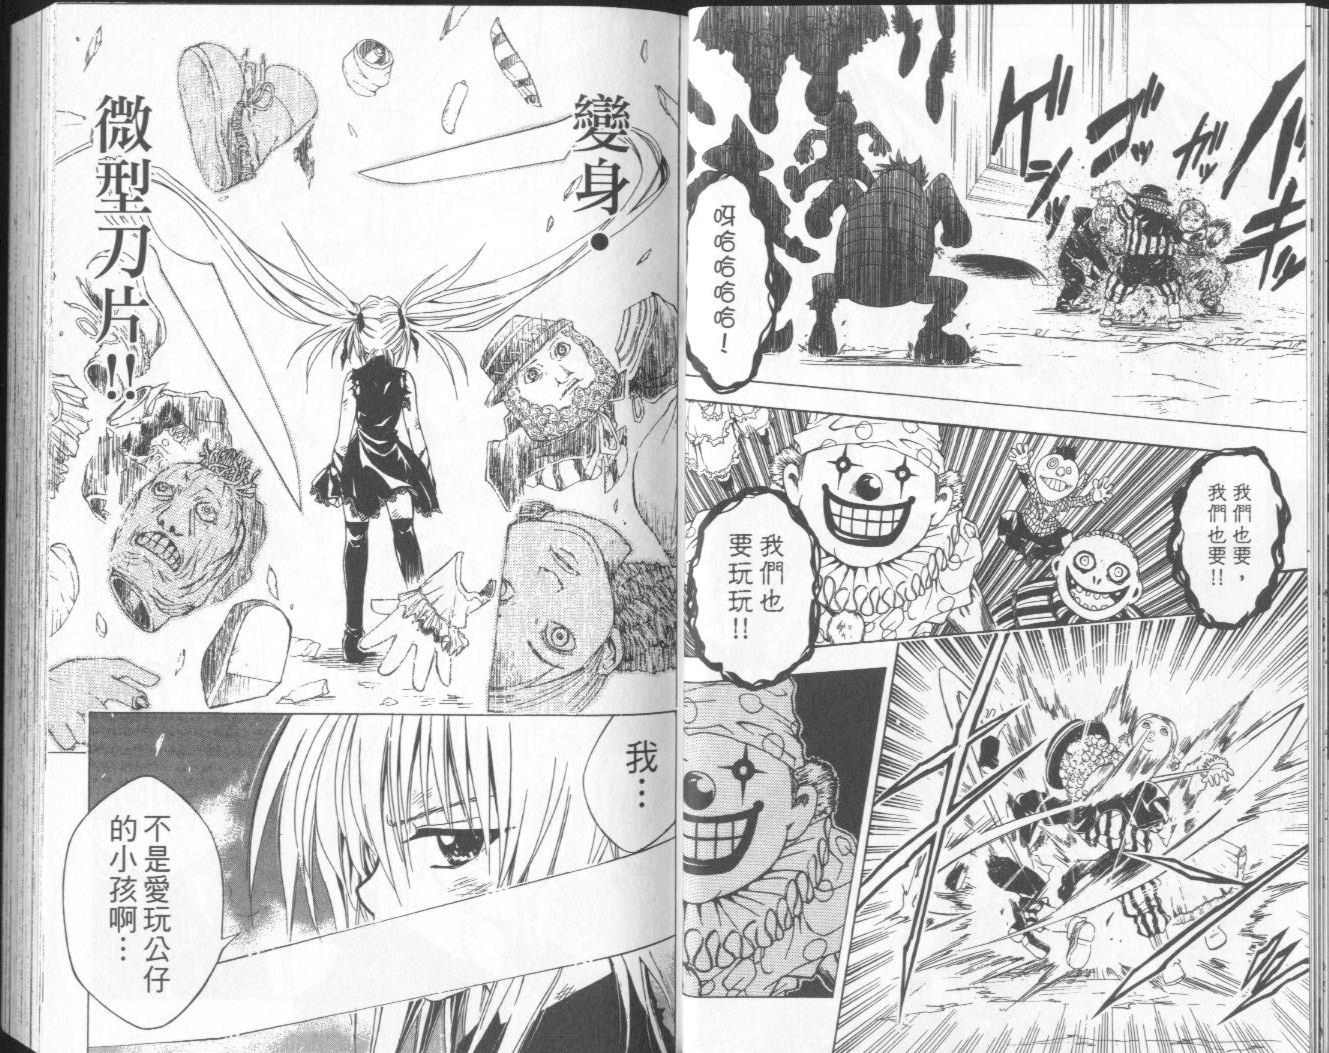 ゲシッ
ゴッ
ガッ
呀哈哈哈哈！
我們也要，
我們也要!!
我們也
要玩玩!!
變身・
微型刀片!!
我…
不是愛玩公仔
的小孩啊…